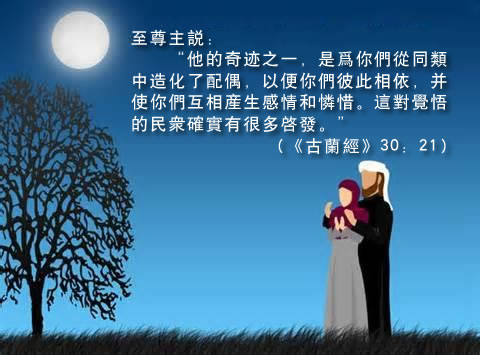 至尊主説：
“他的奇迹之一，是爲你們從同類
中造化了配偶，以便你們彼此相依，并
使你們互相産生感情和憐惜。這對覺悟
的民衆確實有很多啓發。”
（《古蘭經》30：21）